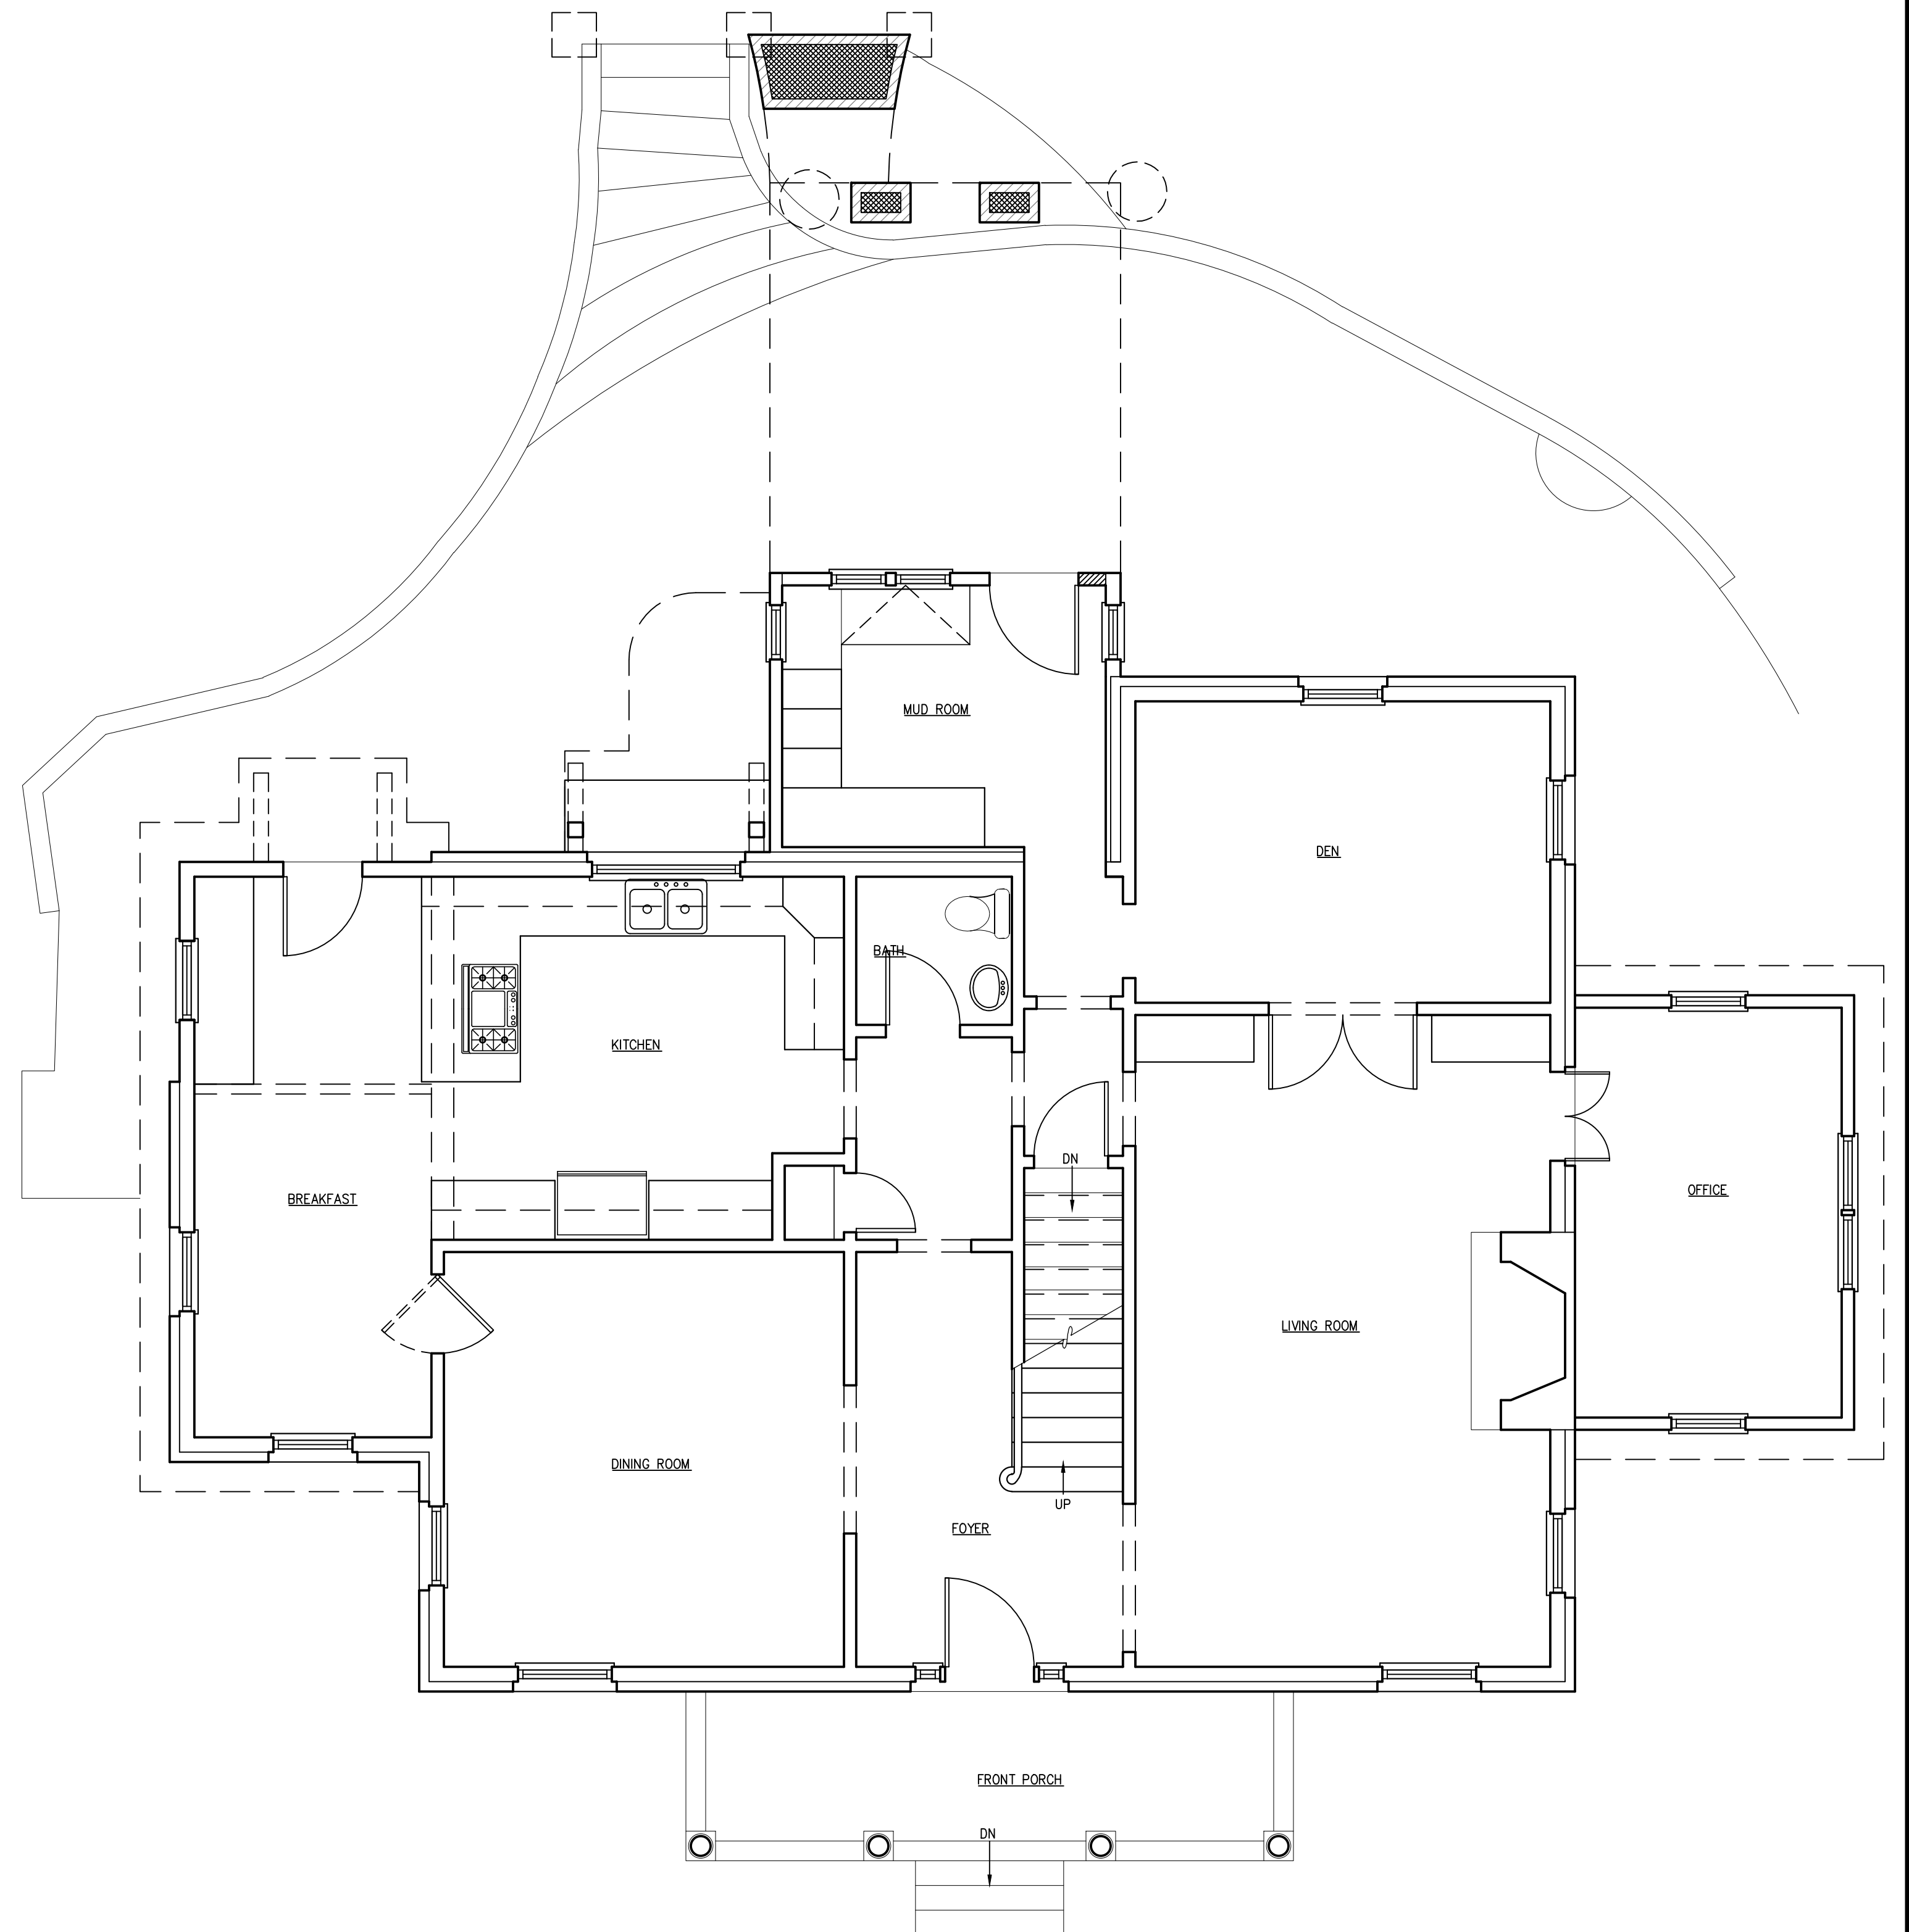 MUD ROOM
DEN
BATH
KITCHEN
DN
BREAKFAST
OFFICE
LIVING ROOM
DINING ROOM
UP
FOYER
FRONT PORCH
DN